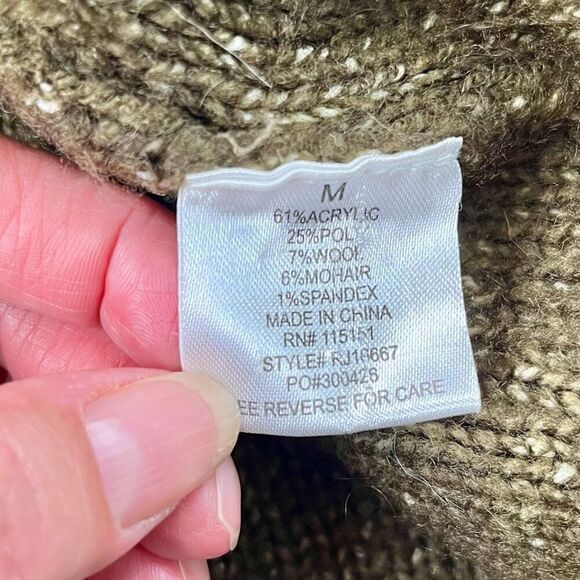 M
61%ACRYLIC
25%POL
7%WOOL
6%MOHAIR
1%SPANDEX
MADE IN CHINA
RN# 115151
STYLE# RJ16667
PO#300426
EE REVERSE FOR CARE